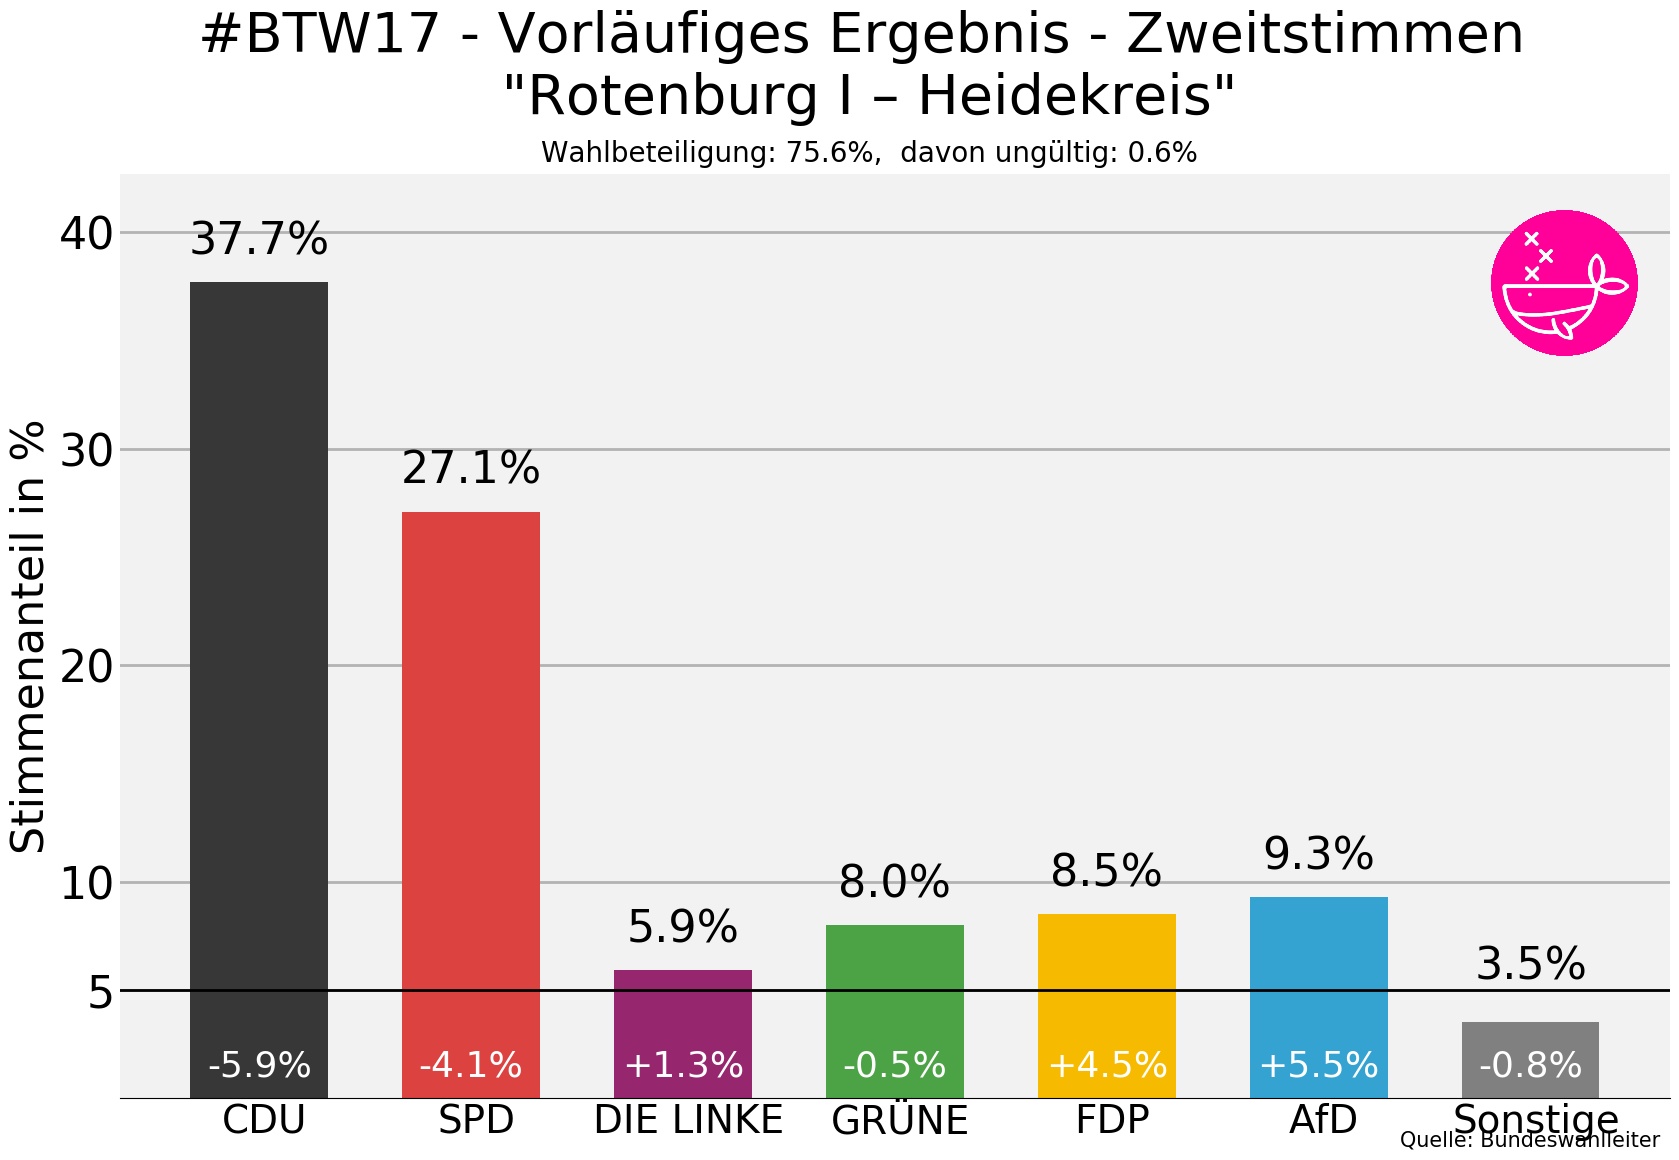 #BTW17 - Vorläufiges Ergebnis - Zweitstimmen
"Rotenburg I – Heidekreis"
Wahlbeteiligung: 75.6%, davon ungültig: 0.6%
Stimmenanteil in %
40
30
20
10
5
37.7%
27.1%
5.9%
8.0%
8.5%
9.3%
3.5%
-5.9%
-4.1%
+1.3%
-0.5%
+4.5%
+5.5%
-0.8%
CDU
SPD
DIE LINKE
GRÜNE
FDP
AfD
Sonstige
Quelle: Bundeswahlleiter